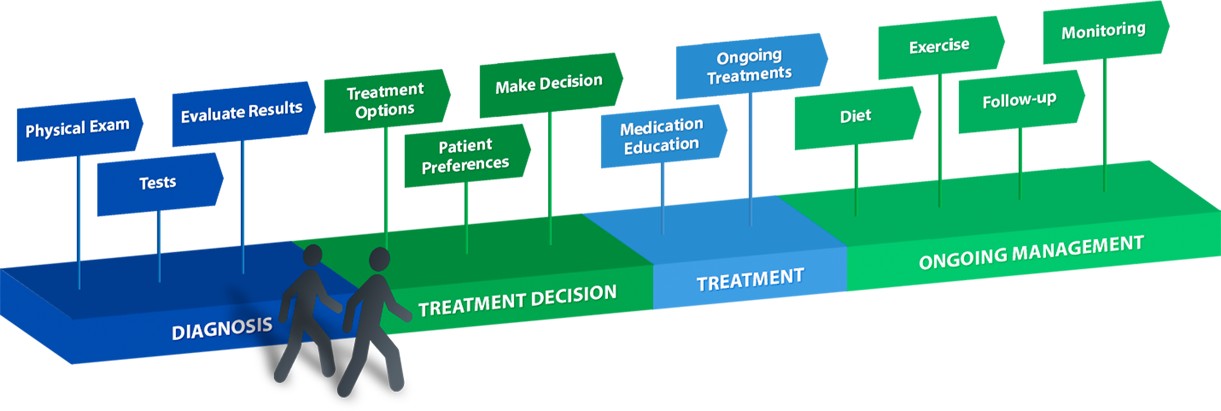 Physical Exam
Tests
Evaluate Results
Treatment
Options
Patient
Preferences
Make Decision
Medication
Education
Ongoing
Treatments
Diet
Exercise
Follow-up
Monitoring
DIAGNOSIS
TREATMENT DECISION
TREATMENT
ONGOING MANAGEMENT